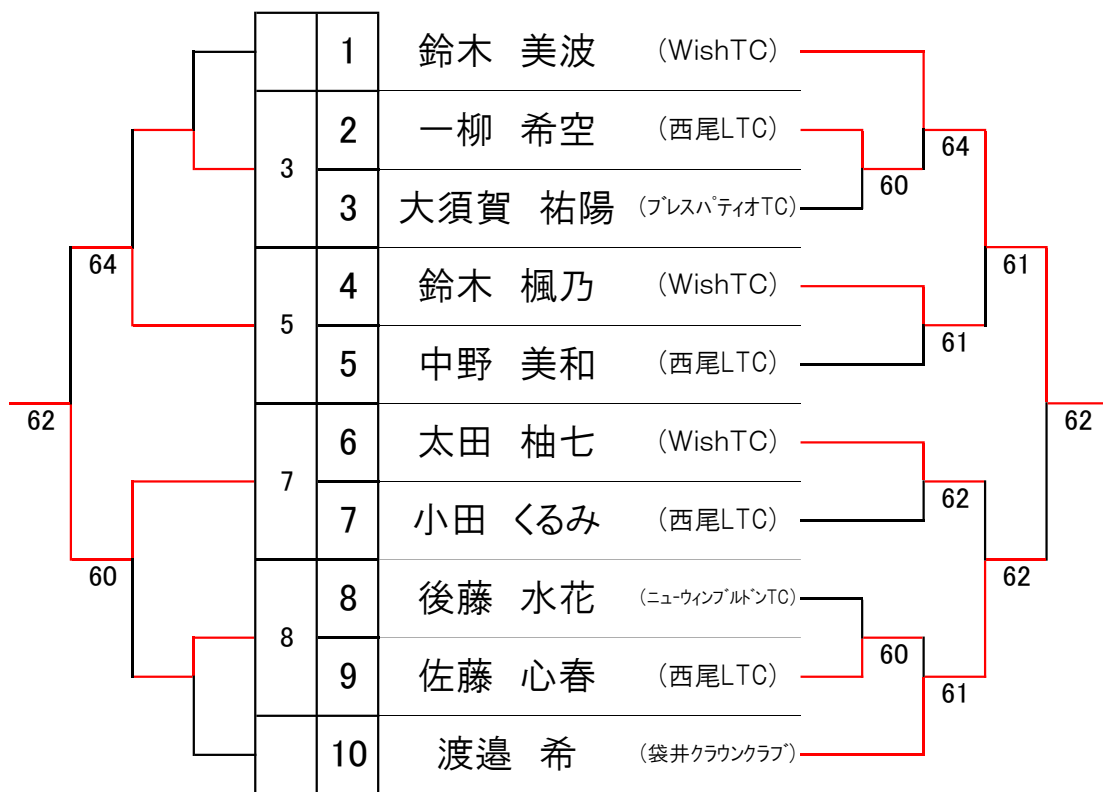 1 鈴木 美波 (WishTC)
2 一柳 希空 (西尾LTC)
64
3
60
3 大須賀 祐陽 (ブレスパティオTC)
64
61
4 鈴木 楓乃 (WishTC)
5
61
5 中野 美和 (西尾LTC)
62
62
6 太田 柚七 (WishTC)
7
62
7 小田 くるみ (西尾LTC)
60
62
8 後藤 水花 (ニューウィンブルドンTC)
8
60
9 佐藤 心春 (西尾LTC)
61
10 渡邉 希 (袋井クラウンクラブ)